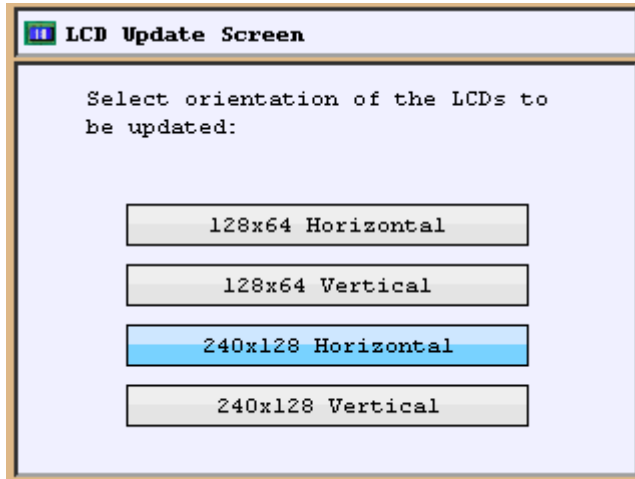 LCD Update Screen
Select orientation of the LCDs to
be updated:
128x64 Horizontal
128x64 Vertical
240x128 Horizontal
240x128 Vertical